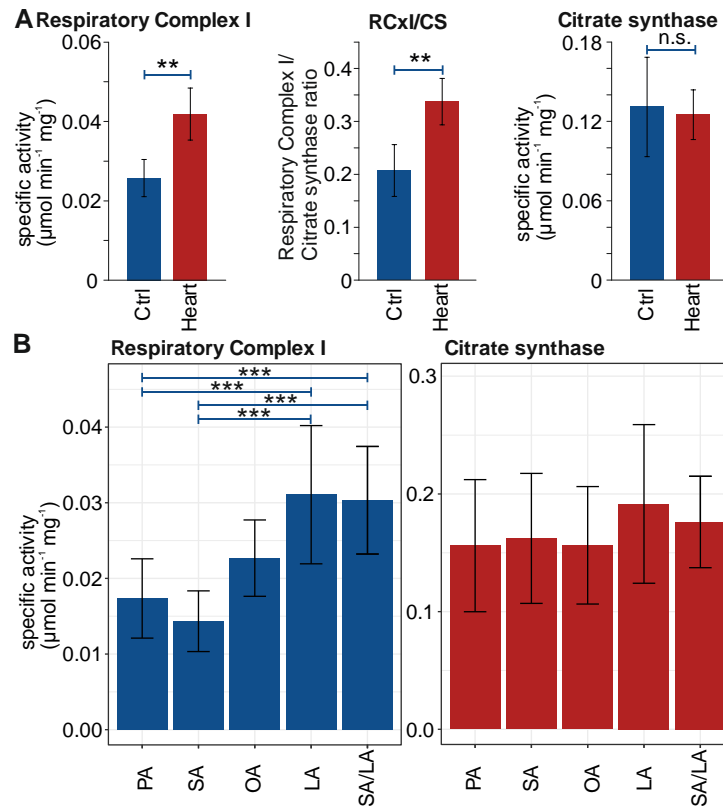 A Respiratory Complex I
specific activity
(µmol min⁻¹ mg⁻¹)
0.06
0.04
0.02
0
**
Ctrl
Heart
RCxI/CS
Respiratory Complex I/
Citrate synthase ratio
0.4
0.3
0.2
0.1
0
**
Ctrl
Heart
Citrate synthase
specific activity
(µmol min⁻¹ mg⁻¹)
0.18
0.12
0.06
0
n.s.
Ctrl
Heart
B Respiratory Complex I
specific activity
(µmol min⁻¹ mg⁻¹)
0.04
0.03
0.02
0.01
0.00
***
***
***
***
PA
SA
OA
LA
SA/LA
Citrate synthase
0.3
0.2
0.1
0.0
PA
SA
OA
LA
SA/LA